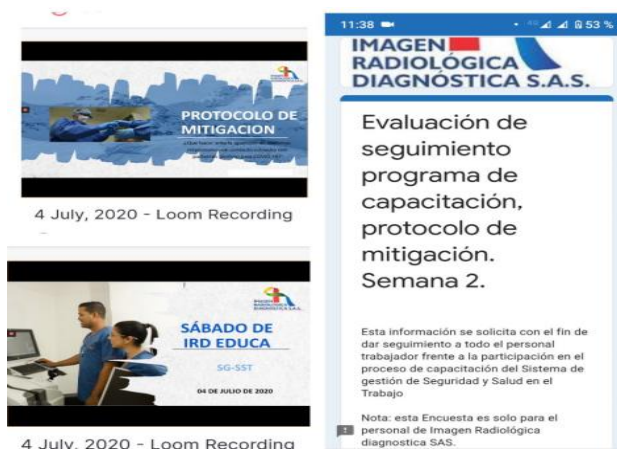 PROTOCOLO DE
MITIGACION
4 July, 2020 - Loom Recording
SÁBADO DE
IRD EDUCA
SG-SST
04 DE JULIO DE 2020
4 July, 2020 - Loom Recording
11:38
53 %
IMAGEN
RADIOLÓGICA
DIAGNÓSTICA S.A.S.
Evaluación de
seguimiento
programa de
capacitación,
protocolo de
mitigación.
Semana 2.
Esta información se solicita con el fin de
dar seguimiento a todo el personal
trabajador frente a la participación en el
proceso de capacitación del Sistema de
gestión de Seguridad y Salud en el
Trabajo
Nota: esta Encuesta es solo para el
personal de Imagen Radiológica
diagnostica SAS.